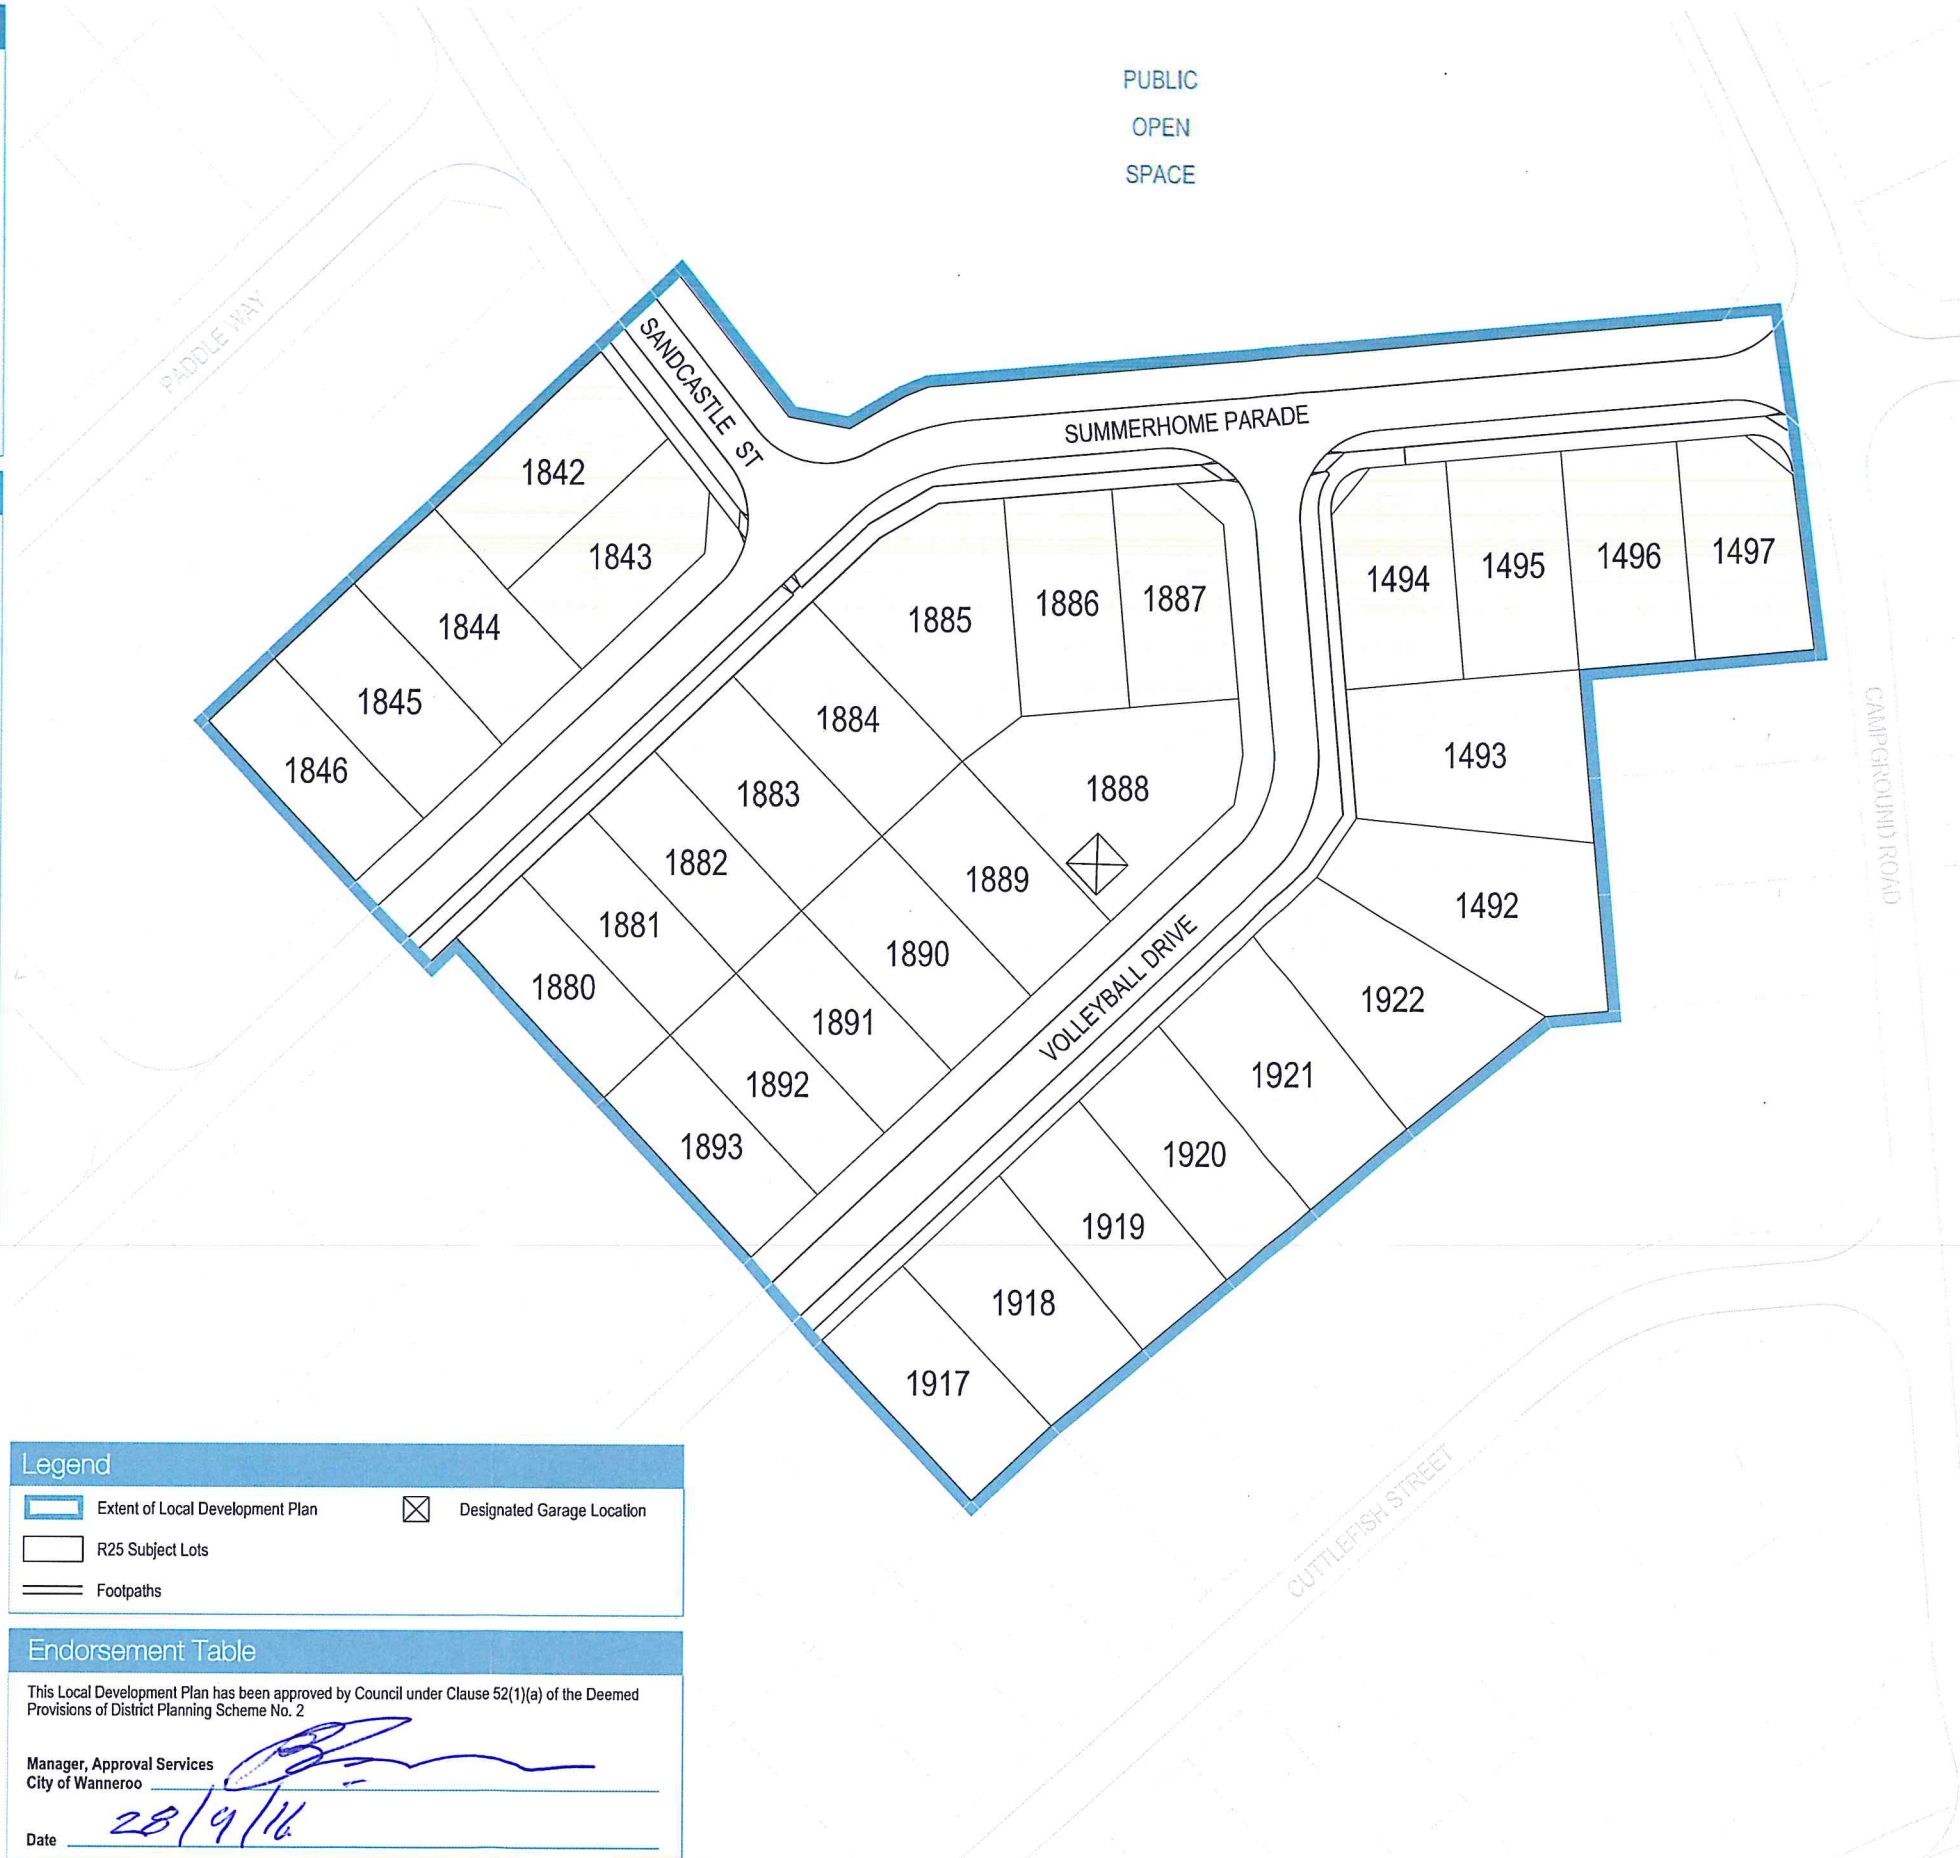 PUBLIC
OPEN
SPACE
PADDLE WAY
SANDCASTLE ST
SUMMERHOME PARADE
1842
1843
1844
1845
1846
1885
1886
1887
1494
1495
1496
1497
1884
1883
1888
1493
1882
1889
1492
1881
1890
1880
1891
VOLLEYBALL DRIVE
1922
1892
1921
1893
1920
1919
1918
1917
CAMPGROUND ROAD
CUTTLEFISH STREET
Legend
Extent of Local Development Plan
Designated Garage Location
R25 Subject Lots
Footpaths
Endorsement Table
This Local Development Plan has been approved by Council under Clause 52(1)(a) of the Deemed
Provisions of District Planning Scheme No. 2
Manager, Approval Services
City of Wanneroo
Date 28/9/16